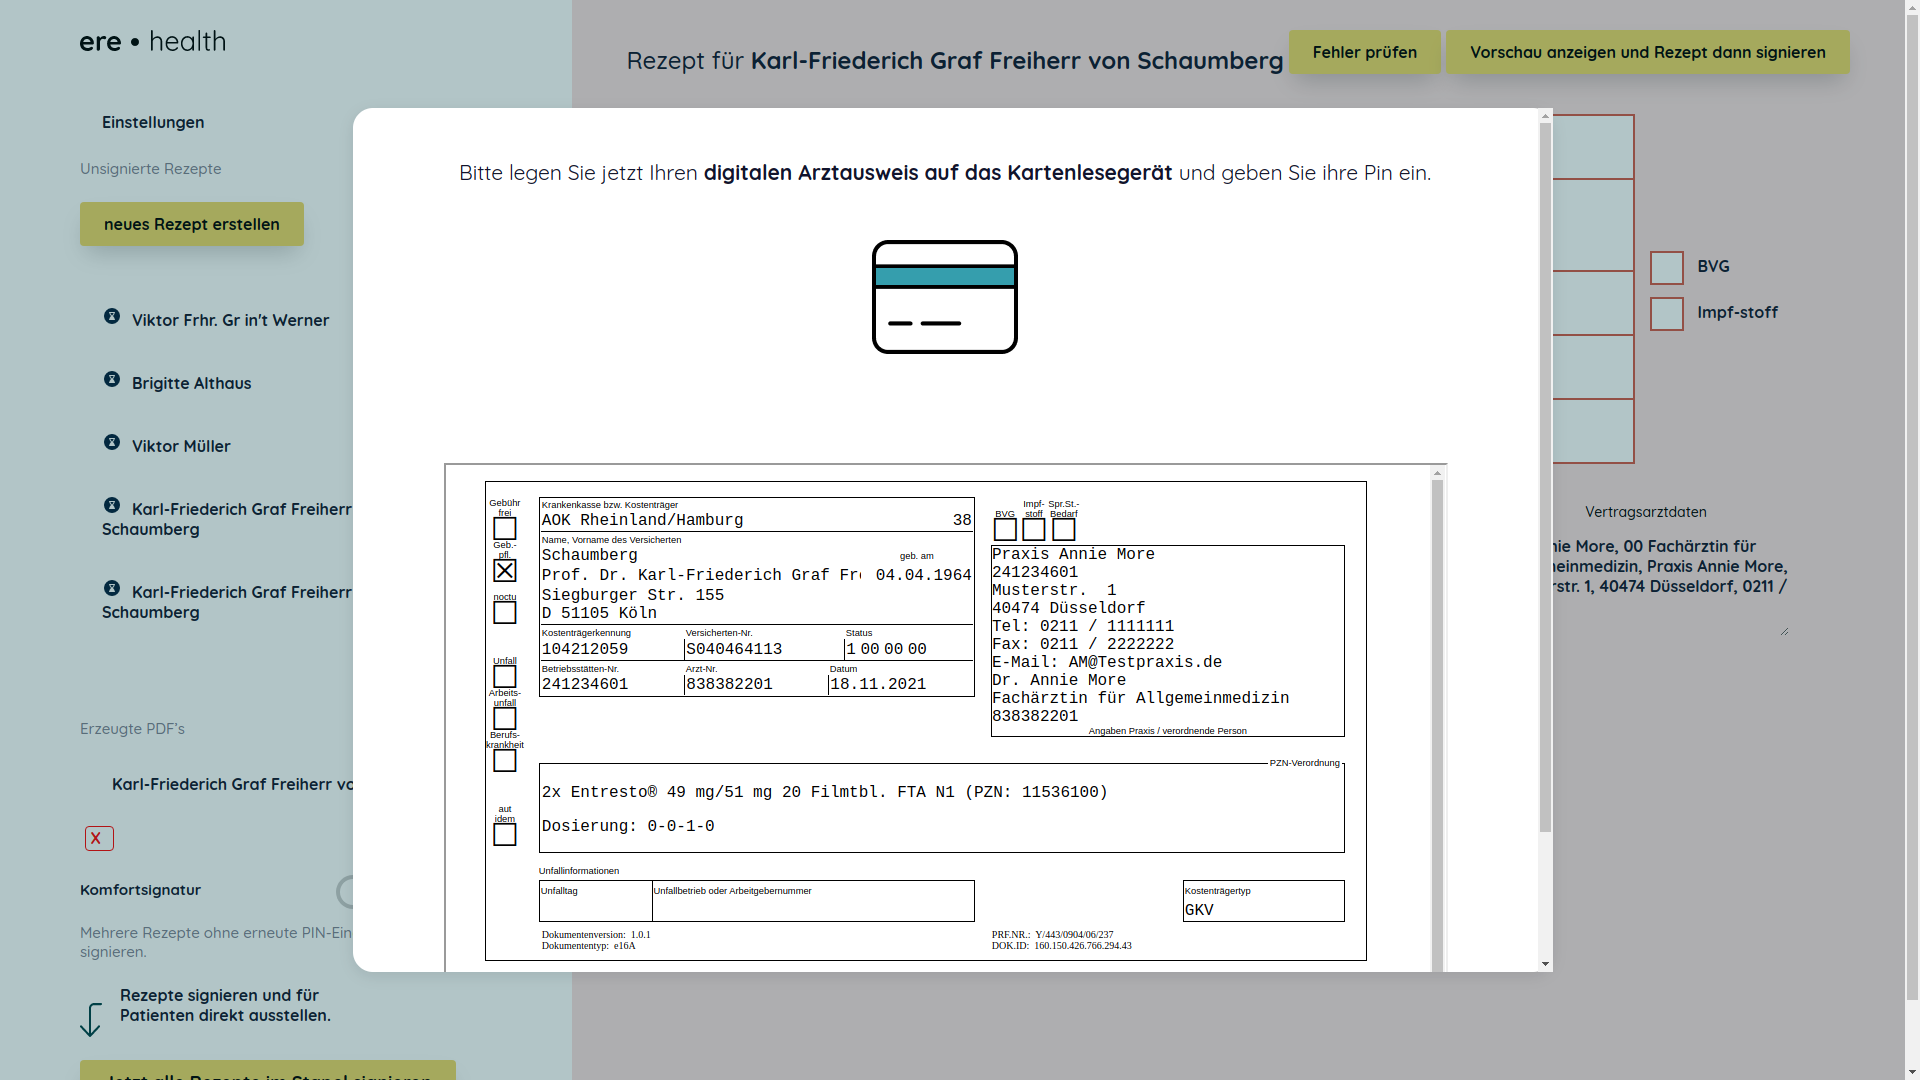 ere • health
Rezept für Karl-Friederich Graf Freiherr von Schaumberg
Fehler prüfen
Vorschau anzeigen und Rezept dann signieren
Einstellungen
Unsignierte Rezepte
neues Rezept erstellen
Viktor Frhr. Gr in't Werner
Brigitte Althaus
Viktor Müller
Karl-Friederich Graf Freiherr
Schaumberg
Karl-Friederich Graf Freiherr
Schaumberg
Erzeugte PDF's
Karl-Friederich Graf Freiherr vo
X
Komfortsignatur
Mehrere Rezepte ohne erneute PIN-Ein
signieren.
Rezepte signieren und für
Patienten direkt ausstellen.
Jetzt alle Rezepte im Stapel signieren
Bitte legen Sie jetzt Ihren digitalen Arztausweis auf das Kartenlesegerät und geben Sie ihre Pin ein.
Gebühr
frei
Geb.-
pfl.
noctu
Unfall
Arbeits-
unfall
Berufs-
krankheit
aut
idem
Krankenkasse bzw. Kostenträger
AOK Rheinland/Hamburg 38
Name, Vorname des Versicherten
Schaumberg geb. am
Prof. Dr. Karl-Friederich Graf Fr 04.04.1964
Siegburger Str. 155
D 51105 Köln
Kostenträgerkennung Versicherten-Nr. Status
104212059 S040464113 1 00 00 00
Betriebsstätten-Nr. Arzt-Nr. Datum
241234601 838382201 18.11.2021
BVG
Impf-
stoff
Spr.St.-
Bedarf
Praxis Annie More
241234601
Musterstr. 1
40474 Düsseldorf
Tel: 0211 / 1111111
Fax: 0211 / 2222222
E-Mail: AM@Testpraxis.de
Dr. Annie More
Fachärztin für Allgemeinmedizin
838382201
Angaben Praxis / verordnende Person
PZN-Verordnung
2x Entresto® 49 mg/51 mg 20 Filmtbl. FTA N1 (PZN: 11536100)
Dosierung: 0-0-1-0
Unfallinformationen
Unfalltag Unfallbetrieb oder Arbeitgebernummer
Kostenträgertyp
GKV
Dokumentenversion: 1.0.1
Dokumententyp: e16A
PRF.NR.: Y/443/0904/06/237
DOK.ID: 160.150.426.766.294.43
BVG
Impf-stoff
Vertragsarztdaten
nie More, 00 Fachärztin für
einmedizin, Praxis Annie More,
rstr. 1, 40474 Düsseldorf, 0211 /